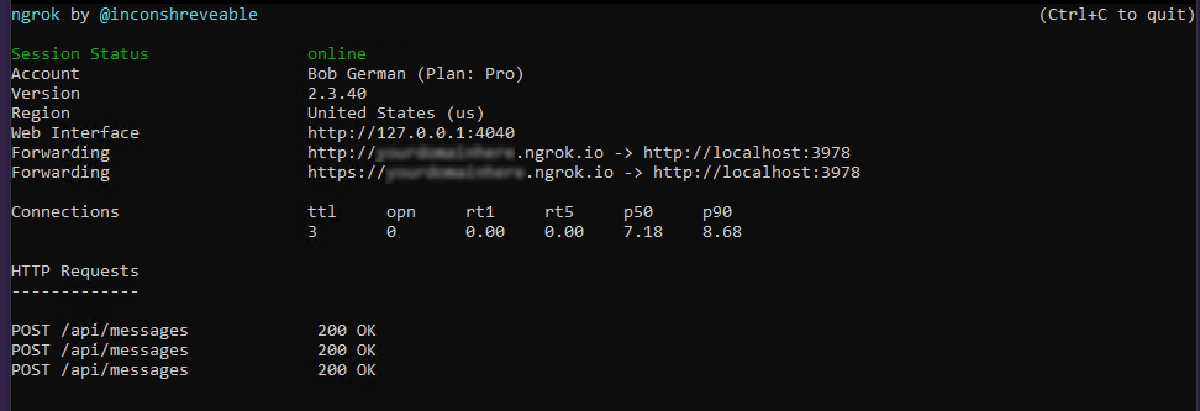 ngrok by @inconshreveable (Ctrl+C to quit)
Session Status online
Account Bob German (Plan: Pro)
Version 2.3.40
Region United States (us)
Web Interface http://127.0.0.1:4040
Forwarding http://.ngrok.io -> http://localhost:3978
Forwarding https://.ngrok.io -> http://localhost:3978
Connections ttl opn rt1 rt5 p50 p90
3 0 0.00 0.00 7.18 8.68
HTTP Requests
-------------
POST /api/messages 200 OK
POST /api/messages 200 OK
POST /api/messages 200 OK